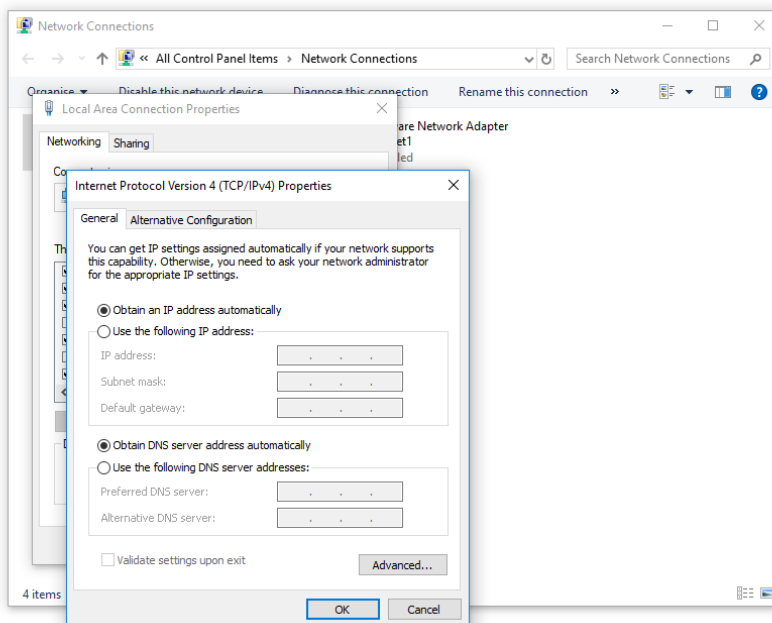 Network Connections
« All Control Panel Items > Network Connections
Search Network Connections
Organise Disable this network device Diagnose this connection Rename this connection »
Local Area Connection Properties
Networking Sharing
Network Adapter
Internet Protocol Version 4 (TCP/IPv4) Properties
General Alternative Configuration
You can get IP settings assigned automatically if your network supports
this capability. Otherwise, you need to ask your network administrator
for the appropriate IP settings.
Obtain an IP address automatically
Use the following IP address:
IP address:
Subnet mask:
Default gateway:
Obtain DNS server address automatically
Use the following DNS server addresses:
Preferred DNS server:
Alternative DNS server:
Validate settings upon exit
Advanced...
4 items
OK Cancel